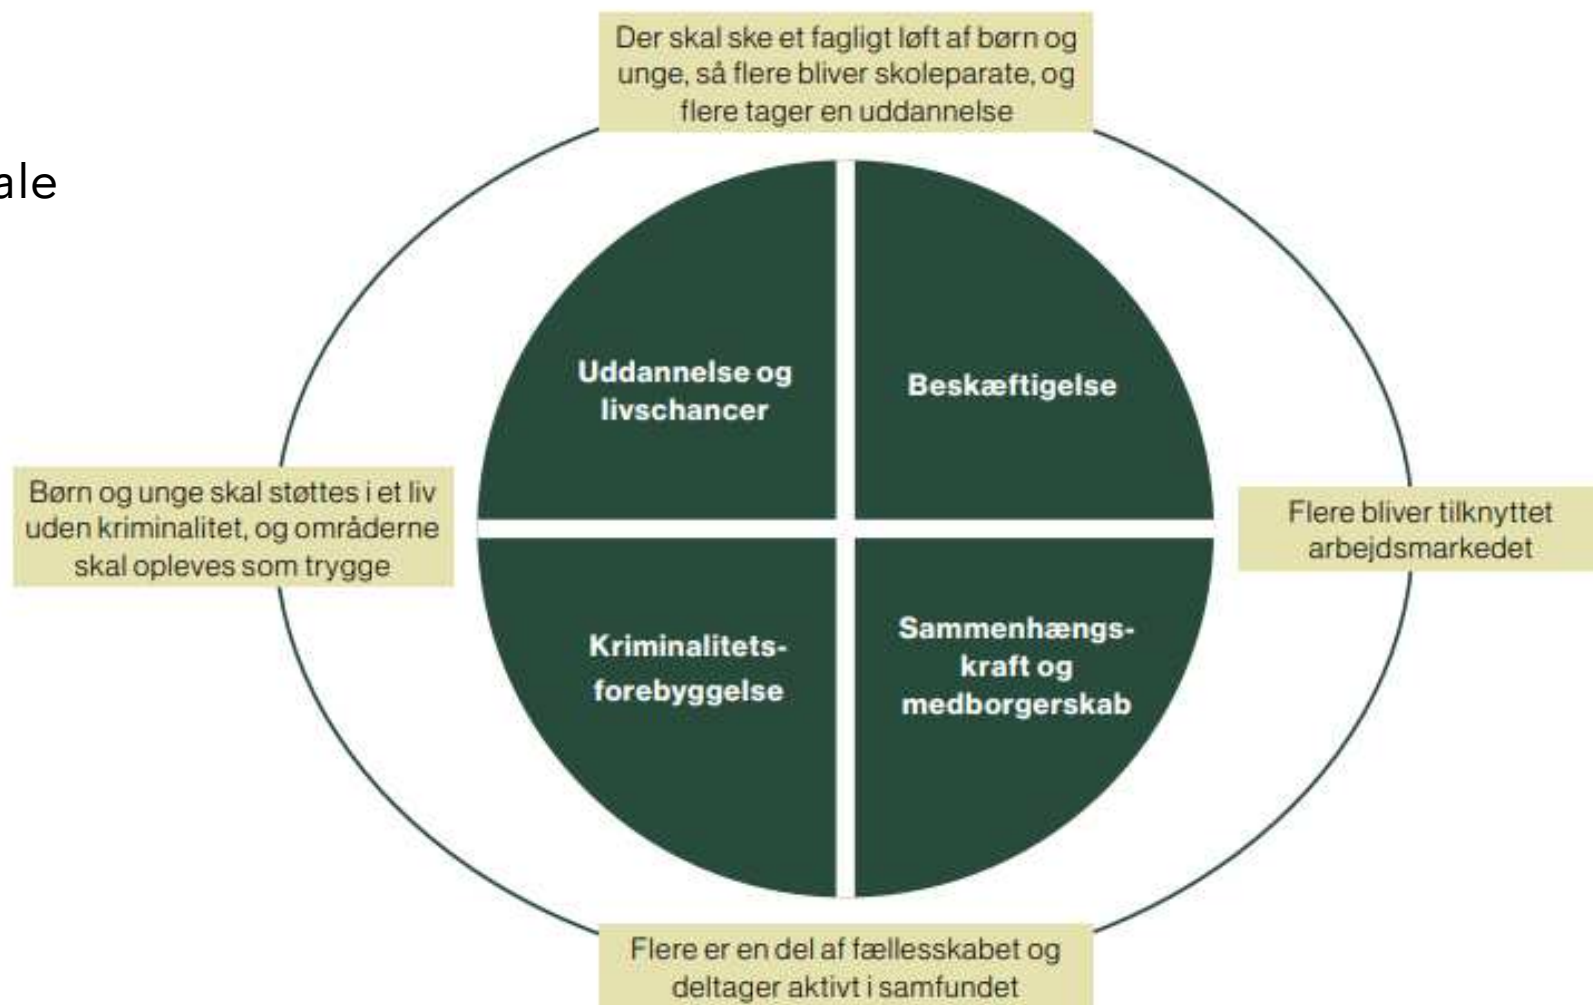 Der skal ske et fagligt løft af børn og
unge, så flere bliver skoleparate, og
flere tager en uddannelse
ale
Uddannelse og
livschancer
Beskæftigelse
Børn og unge skal støttes i et liv
uden kriminalitet, og områderne
skal opleves som trygge
Flere bliver tilknyttet
arbejdsmarkedet
Kriminalitets-
forebyggelse
Sammenhængs-
kraft og
medborgerskab
Flere er en del af fællesskabet og
deltager aktivt i samfundet